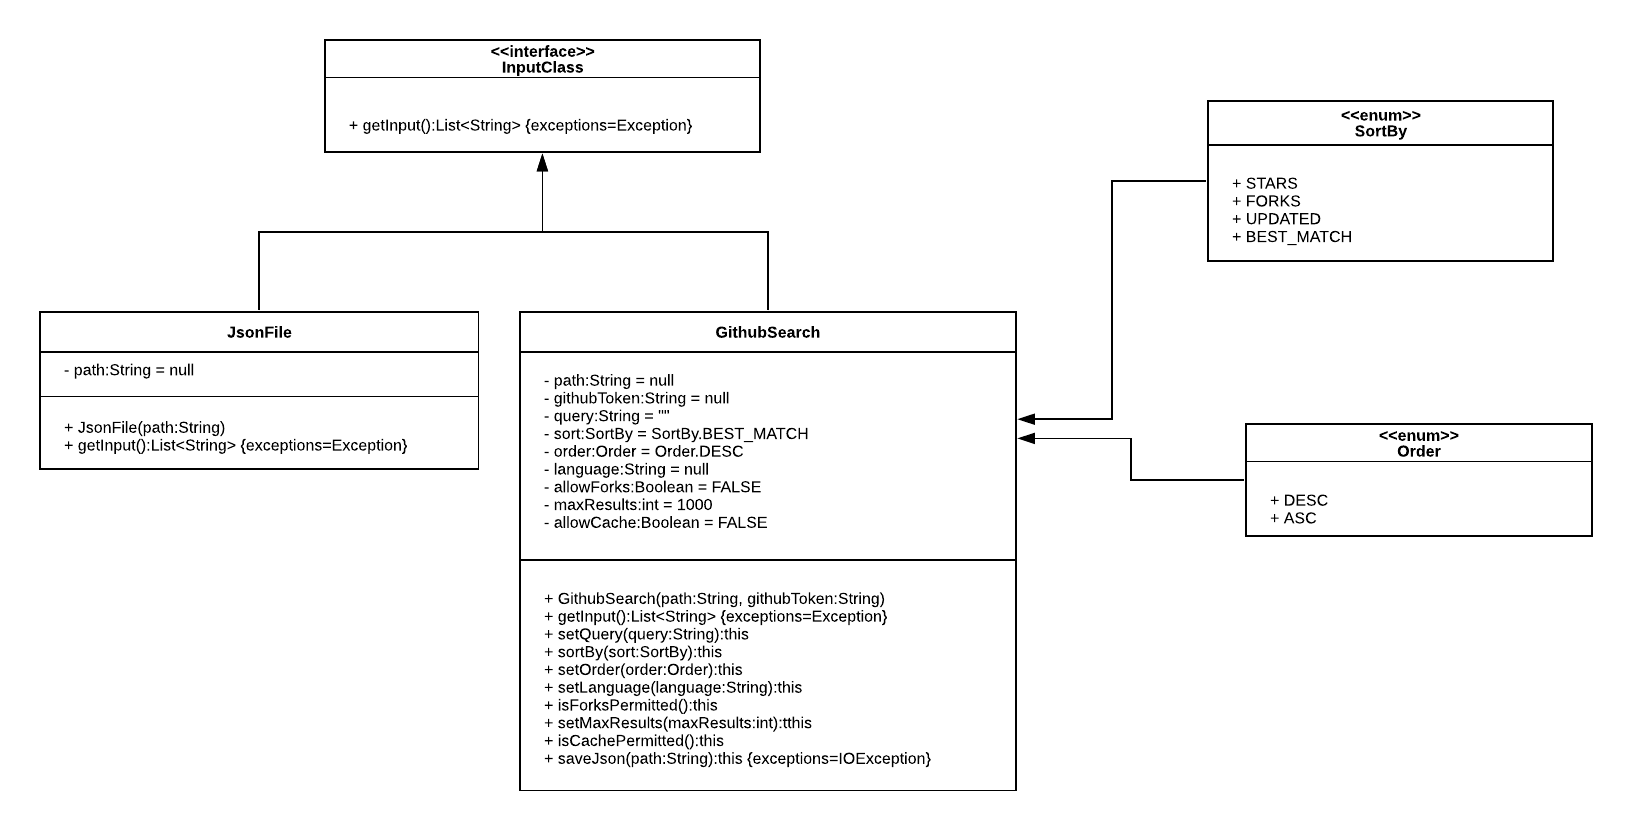 <<interface>>
InputClass
+ getInput():List<String> {exceptions=Exception}
<<enum>>
SortBy
+ STARS
+ FORKS
+ UPDATED
+ BEST_MATCH
JsonFile
- path:String = null
+ JsonFile(path:String)
+ getInput():List<String> {exceptions=Exception}
GithubSearch
- path:String = null
- githubToken:String = null
- query:String = ""
- sort:SortBy = SortBy.BEST_MATCH
- order:Order = Order.DESC
- language:String = null
- allowForks:Boolean = FALSE
- maxResults:int = 1000
- allowCache:Boolean = FALSE
+ GithubSearch(path:String, githubToken:String)
+ getInput():List<String> {exceptions=Exception}
+ setQuery(query:String):this
+ sortBy(sort:SortBy):this
+ setOrder(order:Order):this
+ setLanguage(language:String):this
+ isForksPermitted():this
+ setMaxResults(maxResults:int):tthis
+ isCachePermitted():this
+ saveJson(path:String):this {exceptions=IOException}
<<enum>>
Order
+ DESC
+ ASC